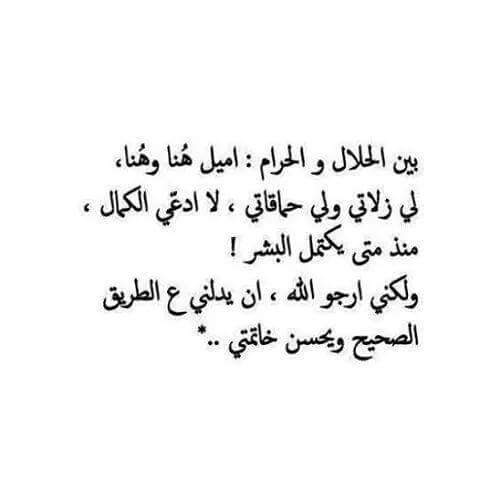 بين الحلال و الحرام : اميل هُنا وهُنا،
لي زلاتي ولي حماقاتي ، لا ادعّي الكمال ،
منذ متى يكتمل البشر !
ولكني ارجو الله ، ان يدلني ع الطريق
الصحيح ويحسن خاتمتي ..*